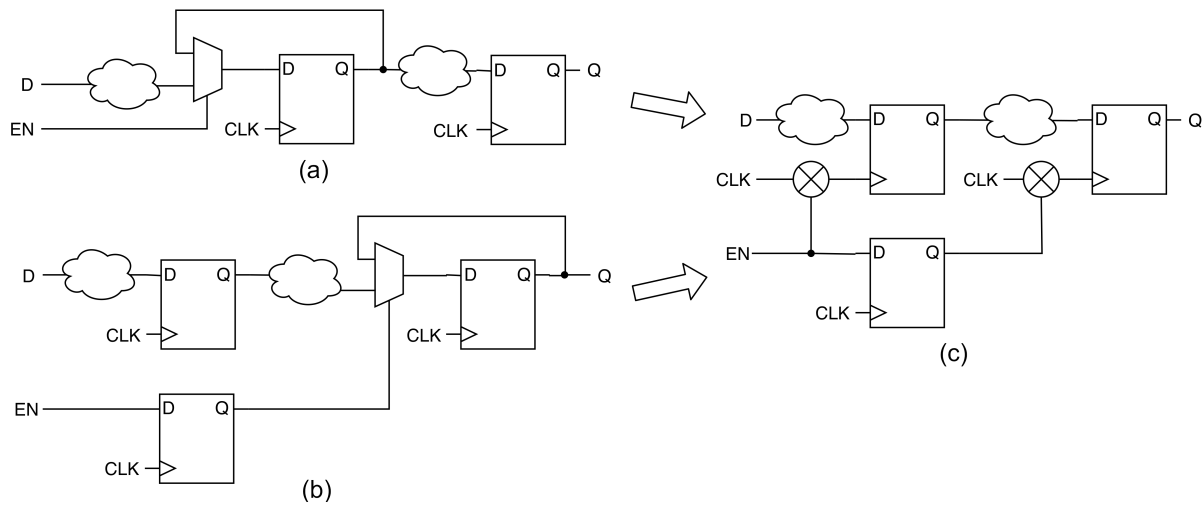 D Q D Q Q
D
EN
CLK CLK
(a)
D D Q D Q Q
CLK CLK
EN D Q
CLK
(b)
D D Q D Q Q
CLK CLK
EN D Q
CLK
(c)